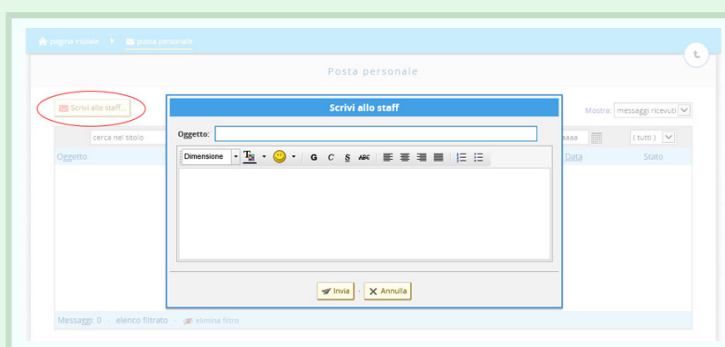 pagina iniziale posta personale
Posta personale
Scrivi allo staff...
Mostra: messaggi ricevuti
Scrivi allo staff
cerca nel titolo
aaaa
( tutti )
Oggetto:
Oggetto
Data
Stato
Dimensione
G C S ABC
Invia - Annulla
Messaggi: 0 - elenco filtrato - elimina filtro